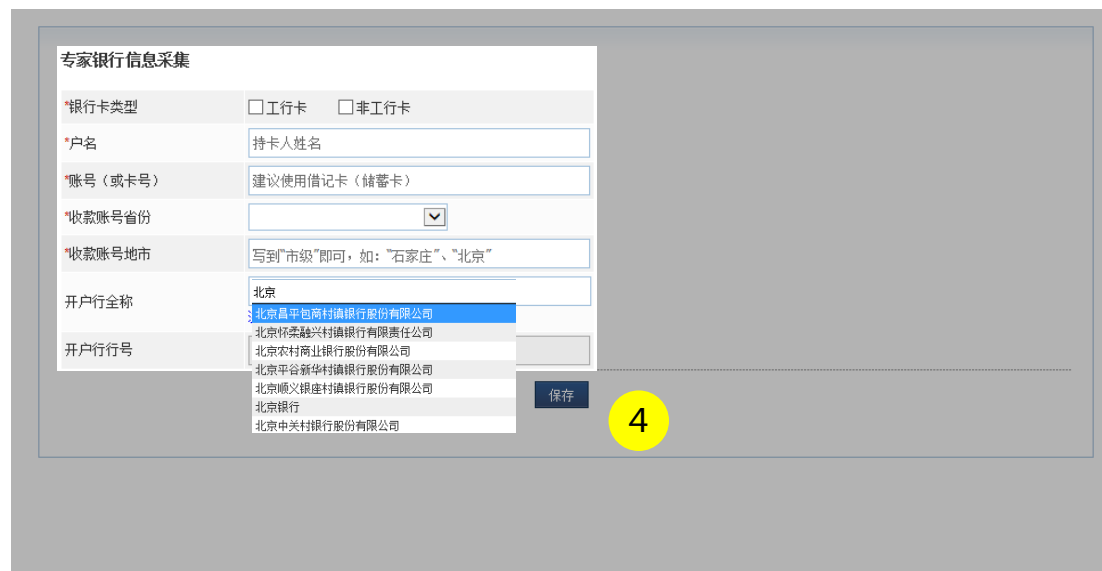 专家银行信息采集
*银行卡类型 工行卡 非工行卡
*户名 持卡人姓名
*账号（或卡号） 建议使用借记卡（储蓄卡）
*收款账号省份
*收款账号地市 写到"市级"即可，如："石家庄"、"北京"
开户行全称 北京
北京昌平包商村镇银行股份有限公司
北京怀柔融兴村镇银行有限责任公司
开户行行号 北京农村商业银行股份有限公司
北京平谷新华村镇银行股份有限公司
北京顺义银座村镇银行股份有限公司
保存
北京银行
北京中关村银行股份有限公司
4